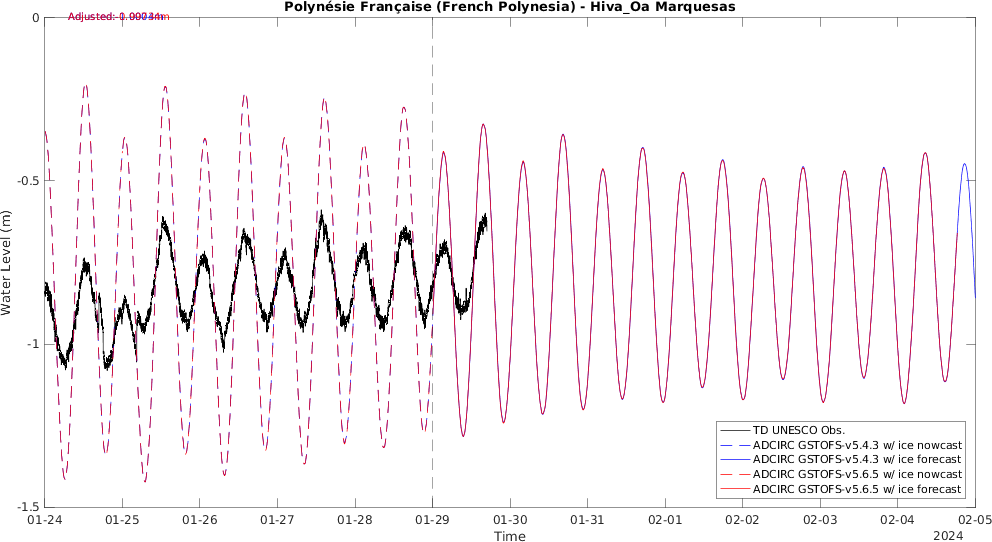 Polynésie Française (French Polynesia) - Hiva_Oa Marquesas
Adjusted:
0
-0.5
-1
-1.5
Water Level (m)
01-24 01-25 01-26 01-27 01-28 01-29 01-30 01-31 02-01 02-02 02-03 02-04 02-05
Time
2024
TD UNESCO Obs.
ADCIRC GSTOFS-v5.4.3 w/ ice nowcast
ADCIRC GSTOFS-v5.4.3 w/ ice forecast
ADCIRC GSTOFS-v5.6.5 w/ ice nowcast
ADCIRC GSTOFS-v5.6.5 w/ ice forecast